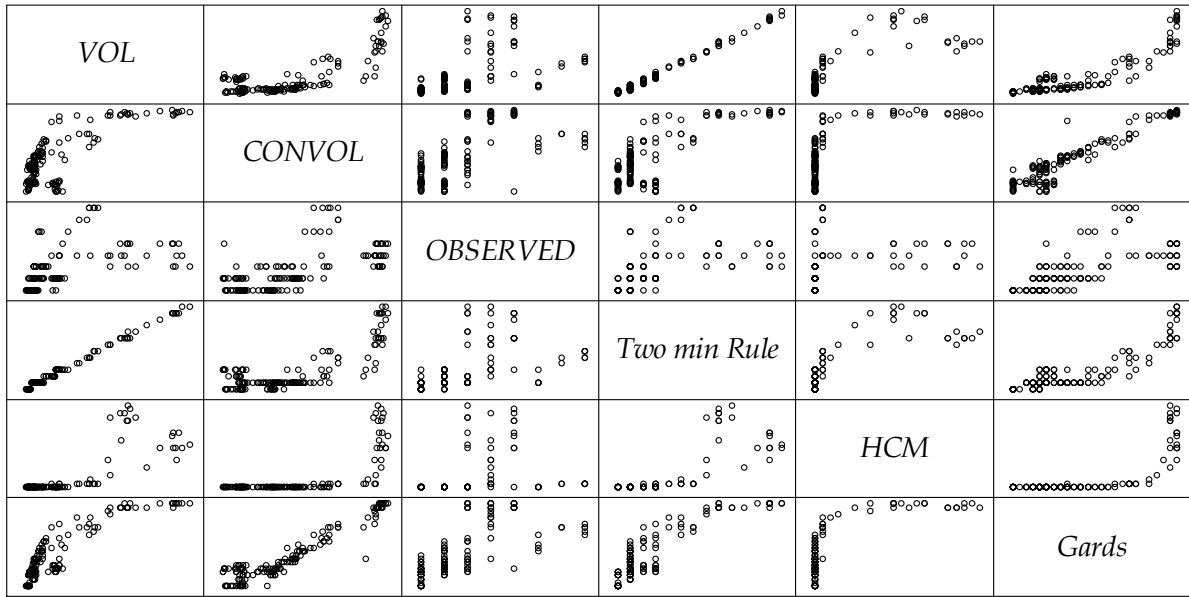 VOL
CONVOL
OBSERVED
Two min Rule
HCM
Gards